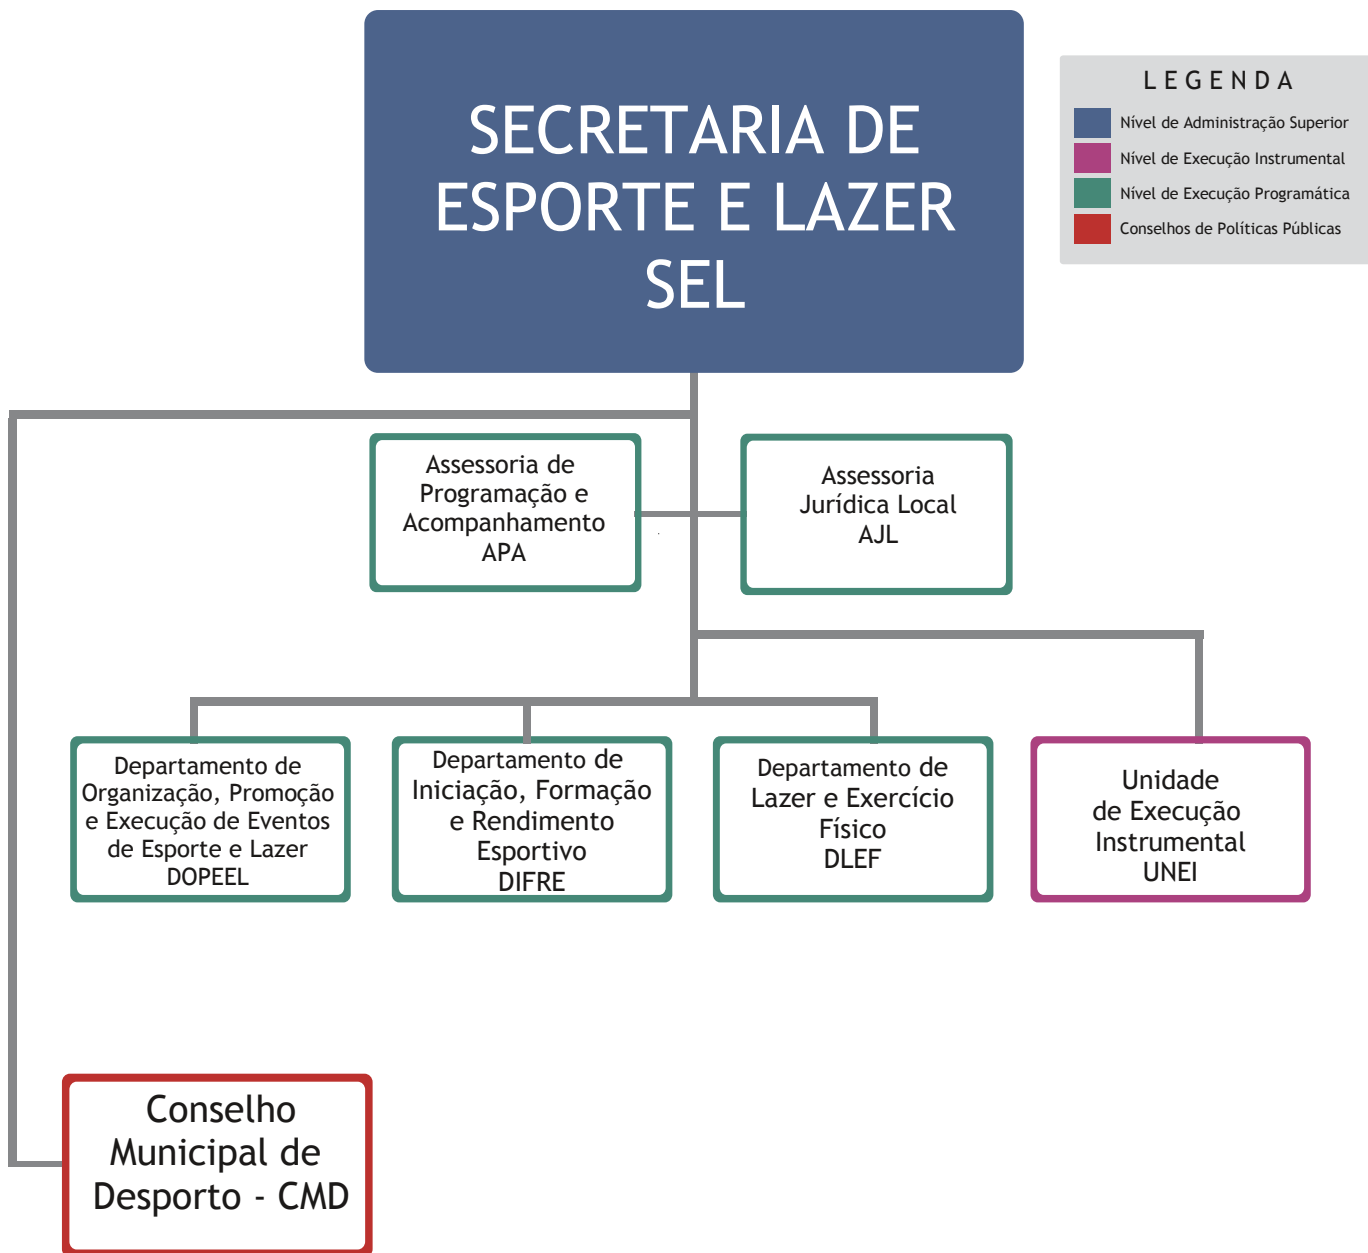 SECRETARIA DE
ESPORTE E LAZER
SEL
LEGENDA
Nível de Administração Superior
Nível de Execução Instrumental
Nível de Execução Programática
Conselhos de Políticas Públicas
Assessoria de
Programação e
Acompanhamento
APA
Assessoria
Jurídica Local
AJL
Departamento de
Organização, Promoção
e Execução de Eventos
de Esporte e Lazer
DOPEEL
Departamento de
Iniciação, Formação
e Rendimento
Esportivo
DIFRE
Departamento de
Lazer e Exercício
Físico
DLEF
Unidade
de Execução
Instrumental
UNEI
Conselho
Municipal de
Desporto - CMD